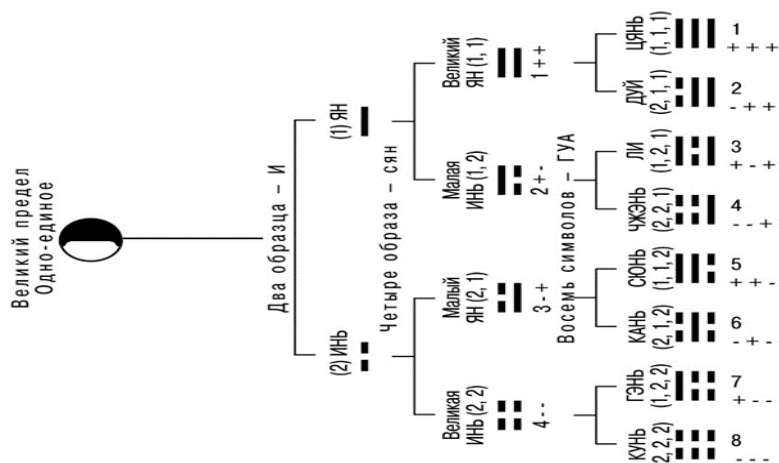 Великий предел
Одно-единое
Два образца – И
(2) ИНЬ (1) ЯН
Четыре образа – сян
Великая Малый Малая Великий
ИНЬ (2, 2) ЯН (2, 1) ИНЬ (1, 2) ЯН (1, 1)
4 - - 3 - + 2 + - 1 + +
Восемь символов – ГУА
КУНЬ ГЭНЬ КАНЬ СЮНЬ ЧЖЭНЬ ЛИ ДУЙ ЦЯНЬ
2, 2, 2) (1, 2, 2) (2, 1, 2) (1, 1, 2) (2, 2, 1) (1, 2, 1) (2, 1, 1) (1, 1, 1)
8 7 6 5 4 3 2 1
- - - + - - - + - + + - - - + + - + - + + + + +